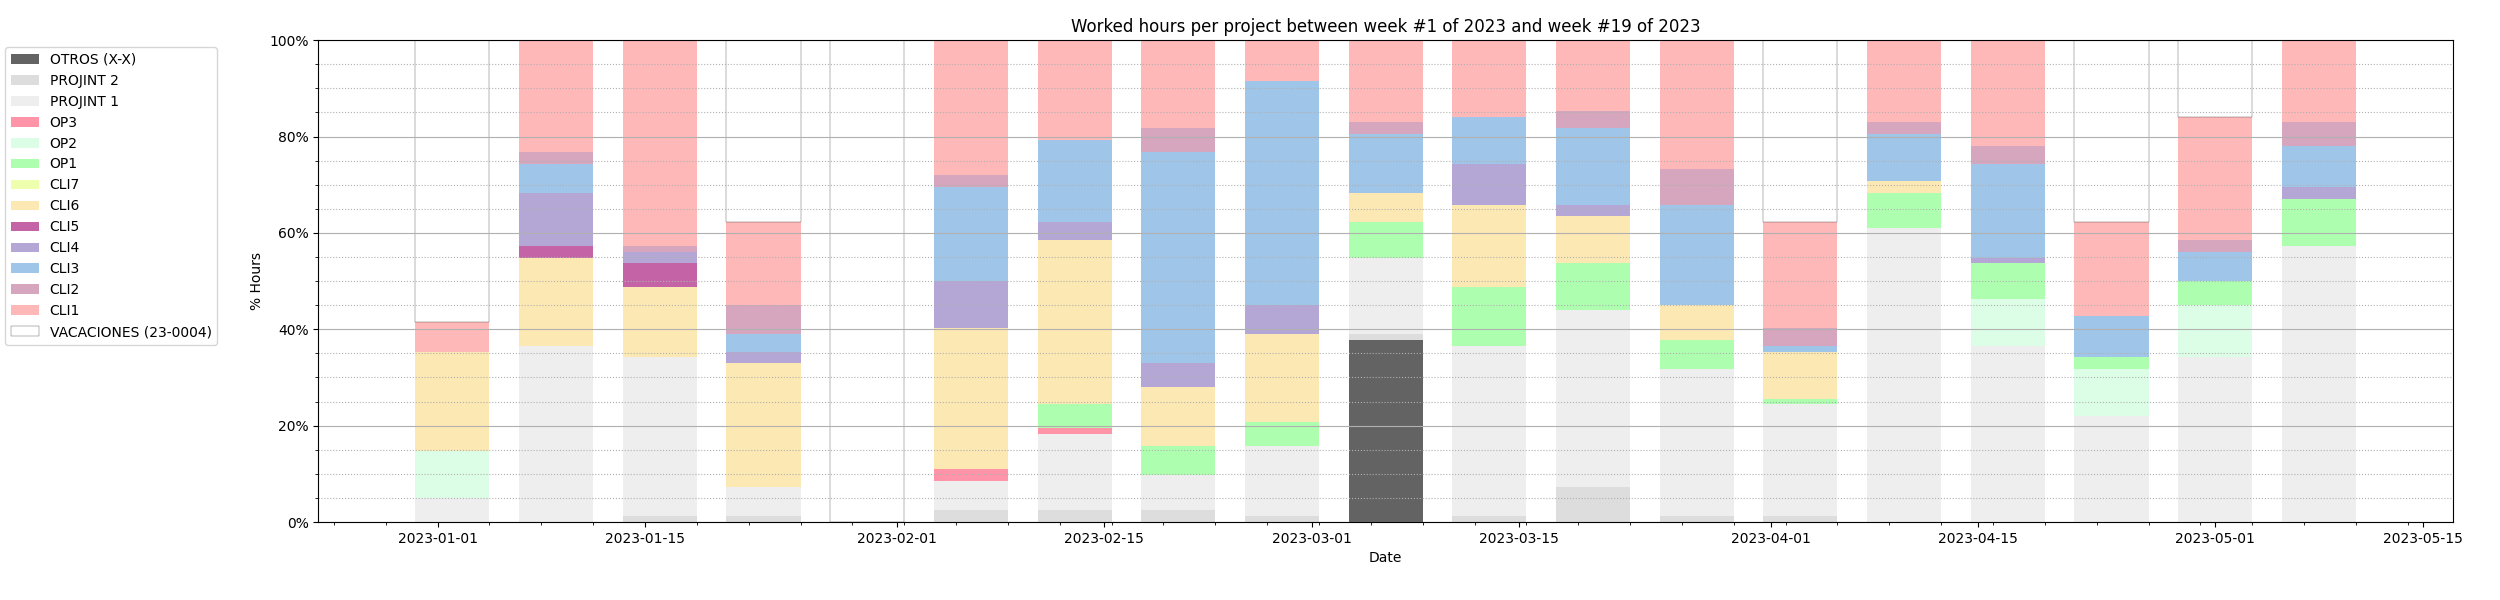 Worked hours per project between week #1 of 2023 and week #19 of 2023
OTROS (X-X)
PROJINT 2
PROJINT 1
OP3
OP2
OP1
CLI7
CLI6
CLI5
CLI4
CLI3
CLI2
CLI1
VACACIONES (23-0004)
% Hours
100%
80%
60%
40%
20%
0%
2023-01-01 2023-01-15 2023-02-01 2023-02-15 2023-03-01 2023-03-15 2023-04-01 2023-04-15 2023-05-01 2023-05-15
Date